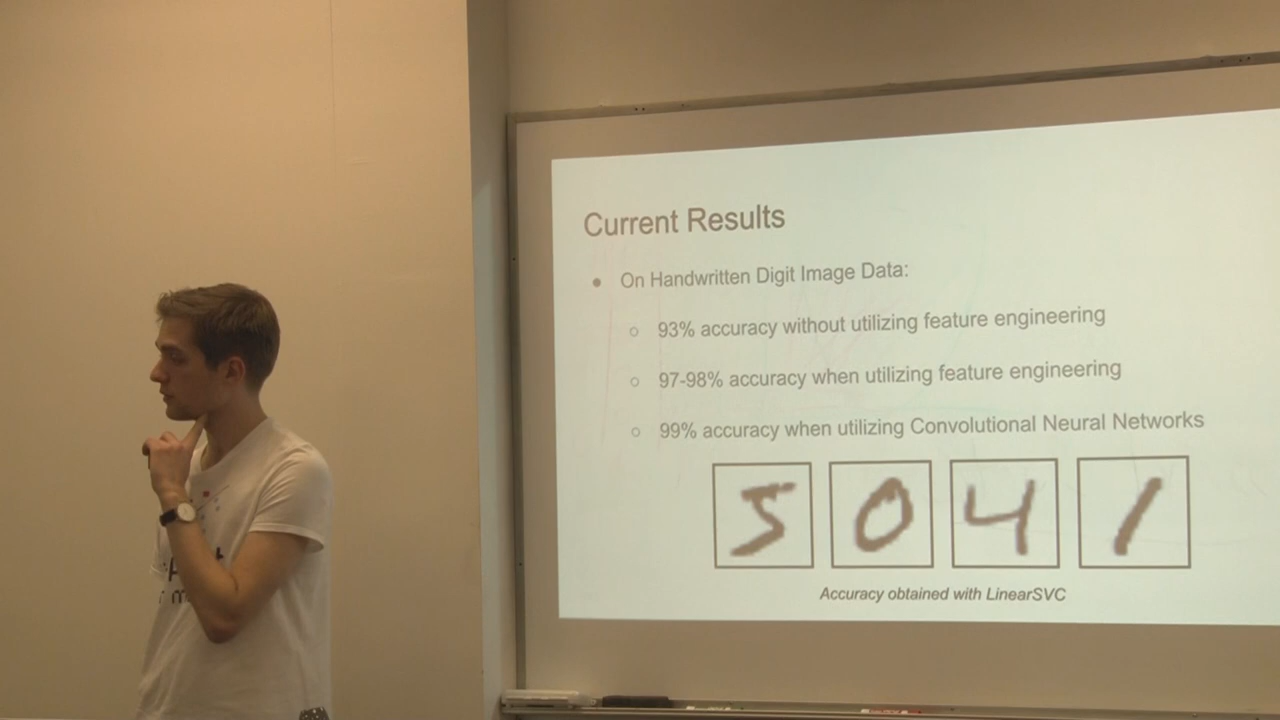 Current Results
On Handwritten Digit Image Data:
93% accuracy without utilizing feature engineering
97-98% accuracy when utilizing feature engineering
99% accuracy when utilizing Convolutional Neural Networks
5 0 4 1
Accuracy obtained with LinearSVC